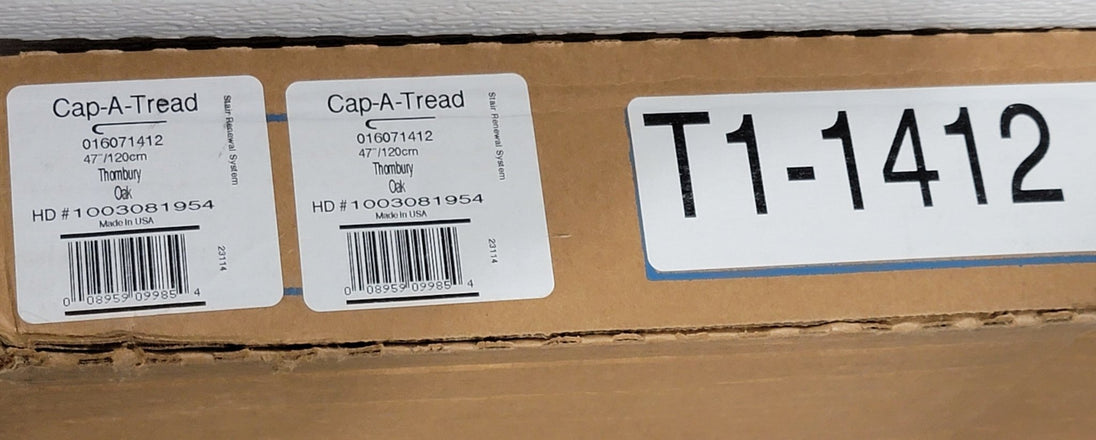 Cap-A-Tread
016071412
47"/120cm
Thornbury
Oak
HD #1003081954
Made In USA
0 08959 09985 4
Stair Renewal System
23114
Cap-A-Tread
016071412
47"/120cm
Thornbury
Oak
HD #1003081954
Made In USA
0 08959 09985 4
Stair Renewal System
23114
T1-1412